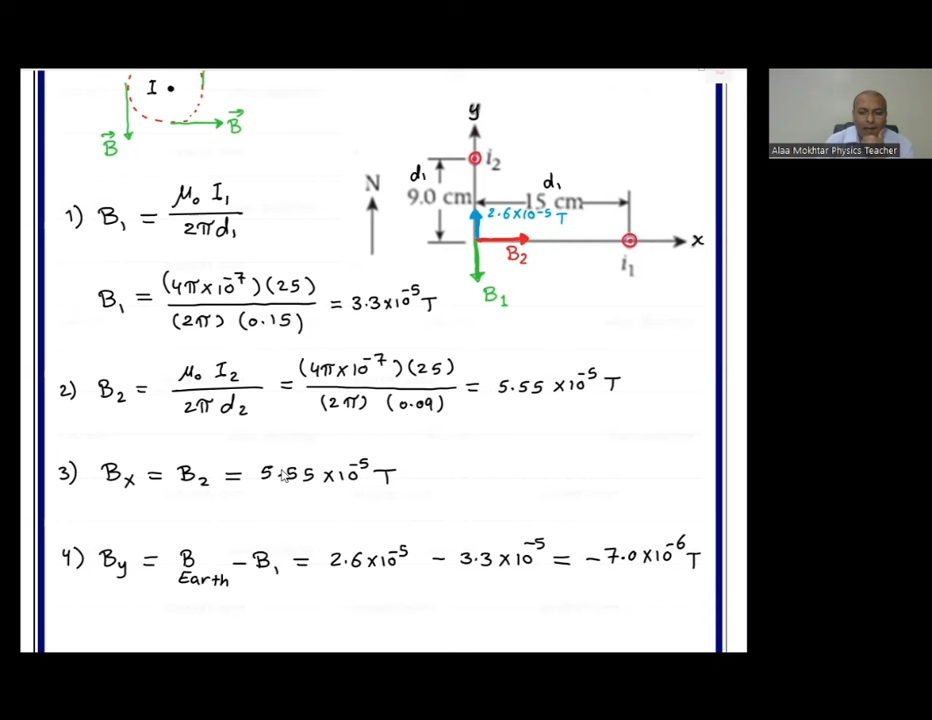 I
B⃗
B⃗
Alaa Mokhtar Physics Teacher
y
i₂
N
d₁
9.0 cm
d₁
15 cm
2.6×10⁻⁵ T
x
B₂
i₁
B₁
1) B₁ = μ₀ I₁ / 2π d₁
B₁ = (4π×10⁻⁷)(25) / (2π) (0.15) = 3.3×10⁻⁵ T
2) B₂ = μ₀ I₂ / 2π d₂ = (4π×10⁻⁷)(25) / (2π) (0.09) = 5.55 ×10⁻⁵ T
3) Bx = B₂ = 5.55 ×10⁻⁵ T
4) By = B Earth − B₁ = 2.6×10⁻⁵ − 3.3×10⁻⁵ = −7.0×10⁻⁶ T